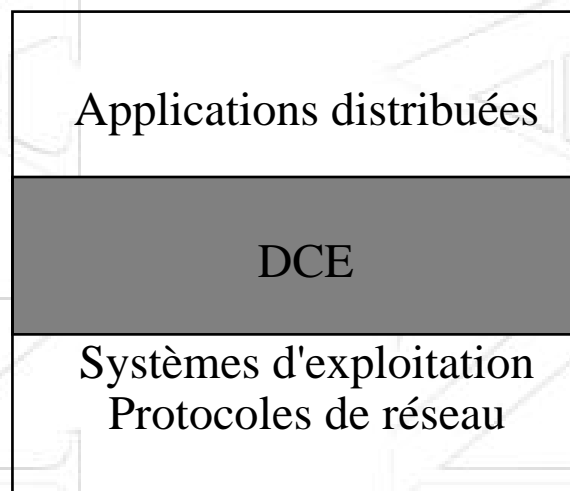 Applications distribuées
DCE
Systèmes d'exploitation
Protocoles de réseau